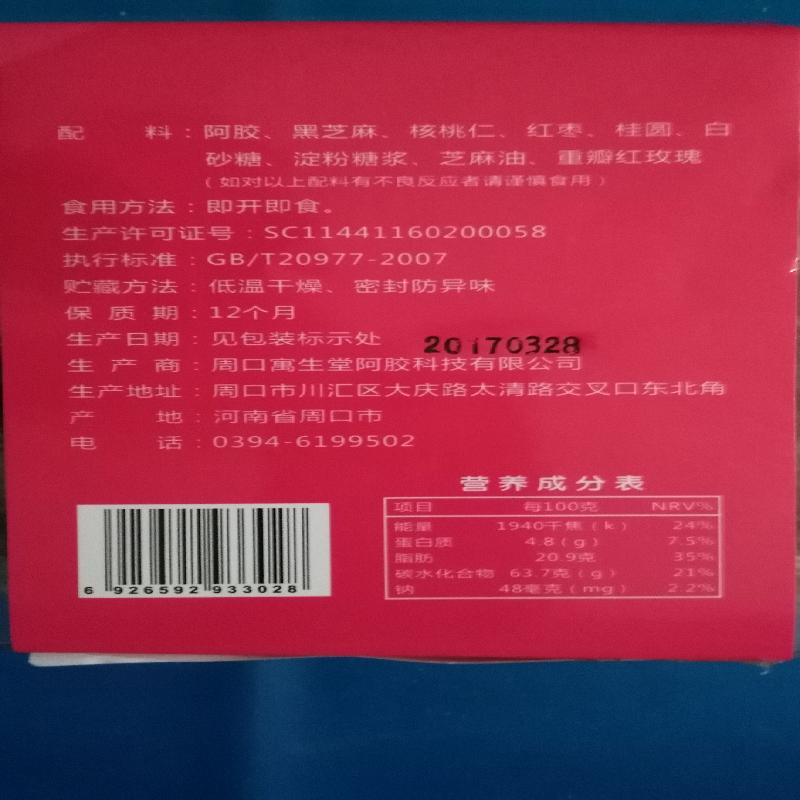 配 料：阿胶、黑芝麻、核桃仁、红枣、桂圆、白
砂糖、淀粉糖浆、芝麻油、重瓣红玫瑰
（如对以上配料有不良反应者请谨慎食用）
食用方法：即开即食。
生产许可证号：SC11441160200058
执行标准：GB/T20977-2007
贮藏方法：低温干燥、密封防异味
保 质 期：12个月
生产日期：见包装标示处 20170328
生 产 商：周口寓生堂阿胶科技有限公司
生产地址：周口市川汇区大庆路太清路交叉口东北角
产 地：河南省周口市
电 话：0394-6199502
营养成分表
项目 每100克 NRV%
能量 1940千焦（k） 24%
蛋白质 4.8（g） 7.5%
脂肪 20.9克 35%
碳水化合物 63.7克（g） 21%
钠 48毫克（mg） 2.2%
6 926592 933028